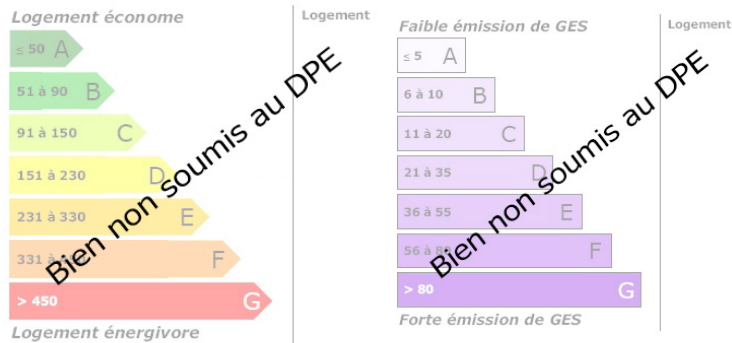 Logement économe
Logement
≤ 50 A
51 à 90 B
91 à 150 C
151 à 230 D
231 à 330 E
331 F
> 450 G
Logement énergivore
Bien non soumis au DPE
Faible émission de GES
Logement
≤ 5 A
6 à 10 B
11 à 20 C
21 à 35 D
36 à 55 E
56 à 80 F
> 80 G
Forte émission de GES
Bien non soumis au DPE